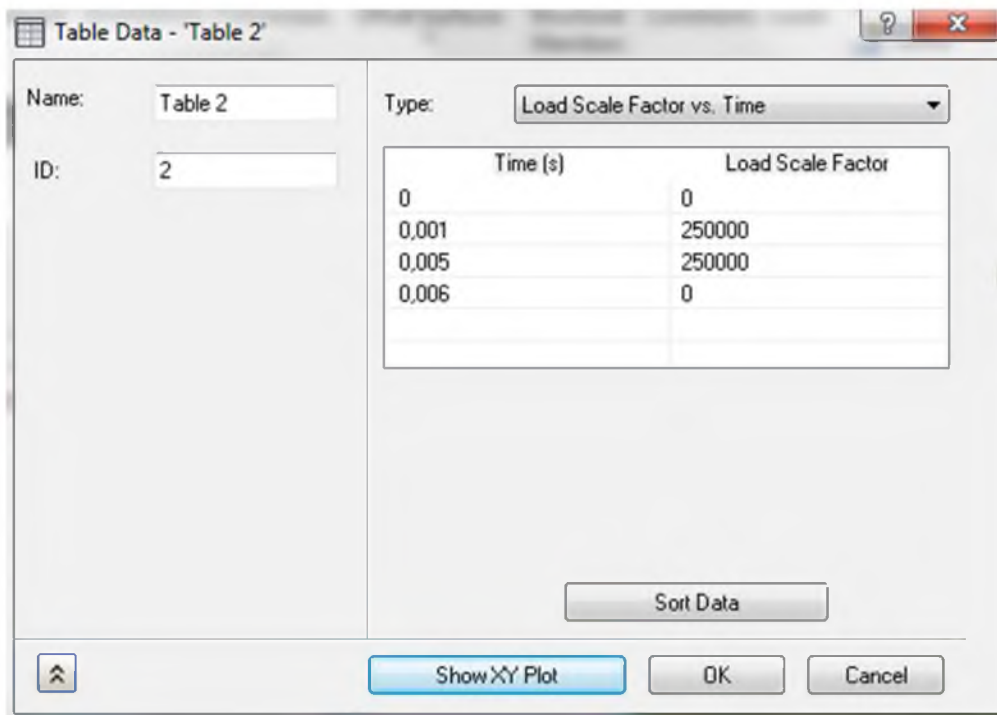 Table Data - 'Table 2'
Name: Table 2
ID: 2
Type: Load Scale Factor vs. Time
Time (s) Load Scale Factor
0 0
0,001 250000
0,005 250000
0,006 0
Sort Data
Show XY Plot OK Cancel